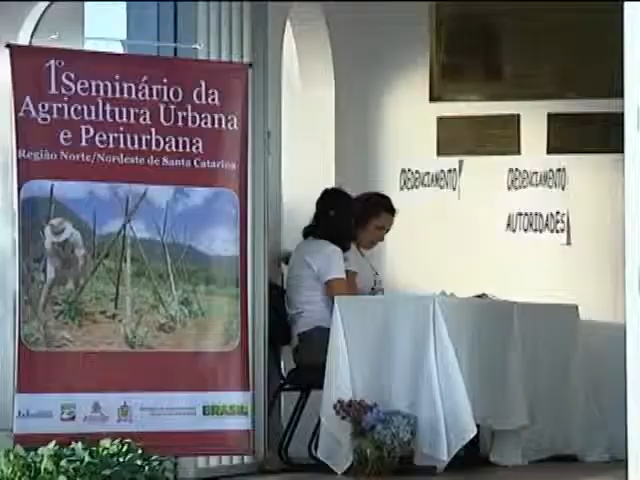 1º Seminário da
Agricultura Urbana
e Periurbana
Região Norte/Nordeste de Santa Catarina
BRASIL
CREDENCIAMENTO
CREDENCIAMENTO
AUTORIDADES